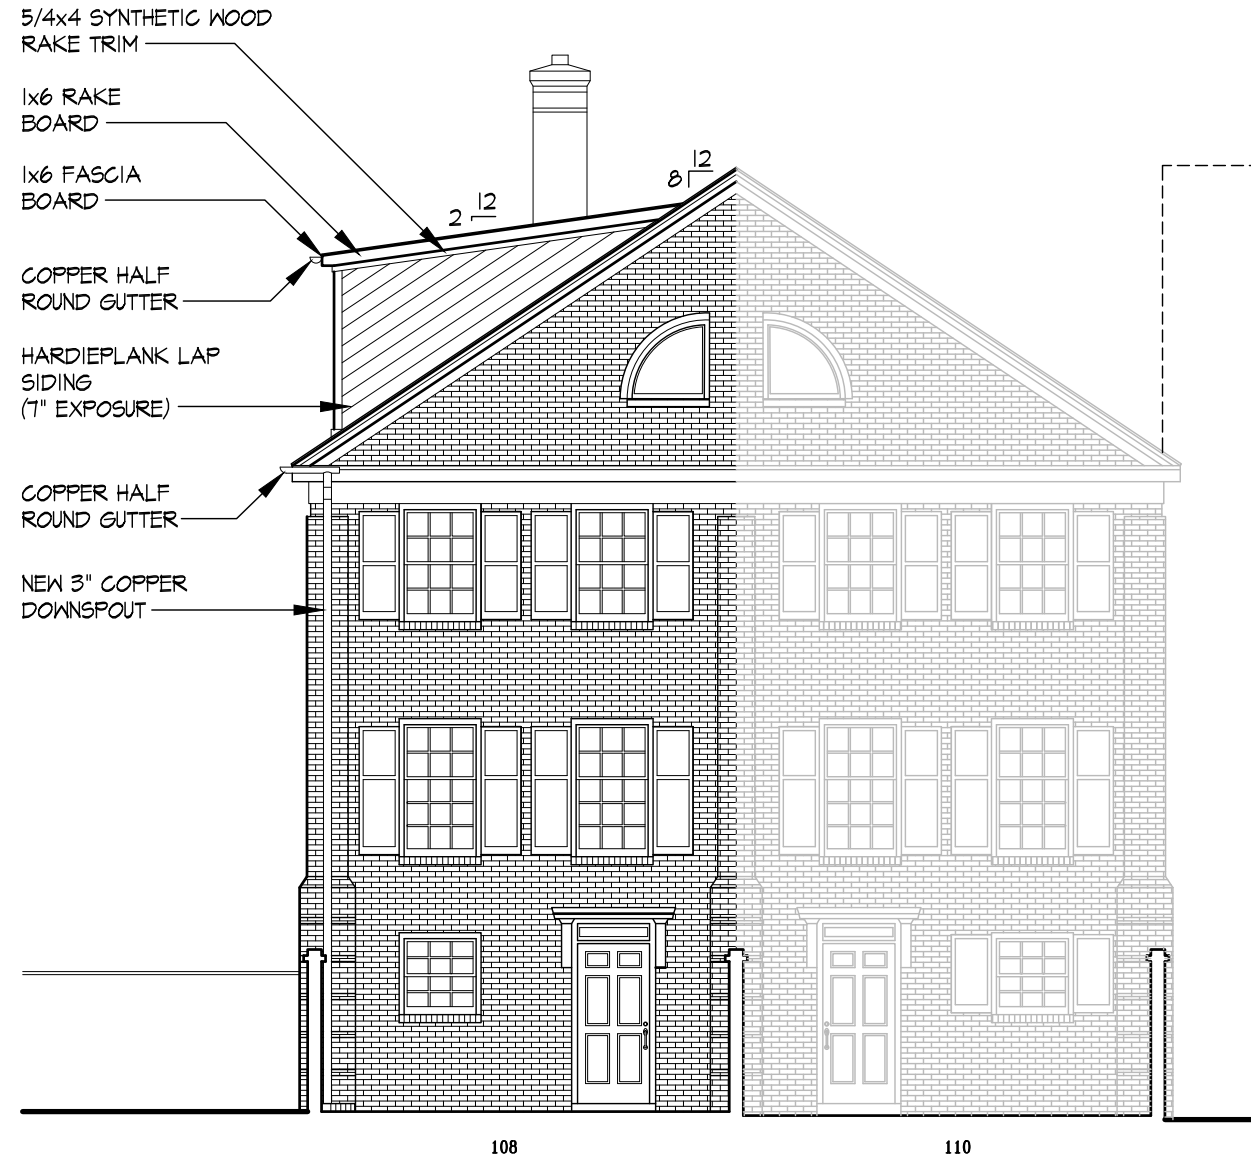 5/4x4 SYNTHETIC WOOD
RAKE TRIM
1x6 RAKE
BOARD
1x6 FASCIA
BOARD
COPPER HALF
ROUND GUTTER
HARDIEPLANK LAP
SIDING
(7" EXPOSURE)
COPPER HALF
ROUND GUTTER
NEW 3" COPPER
DOWNSPOUT
12
2
12
8
108
110